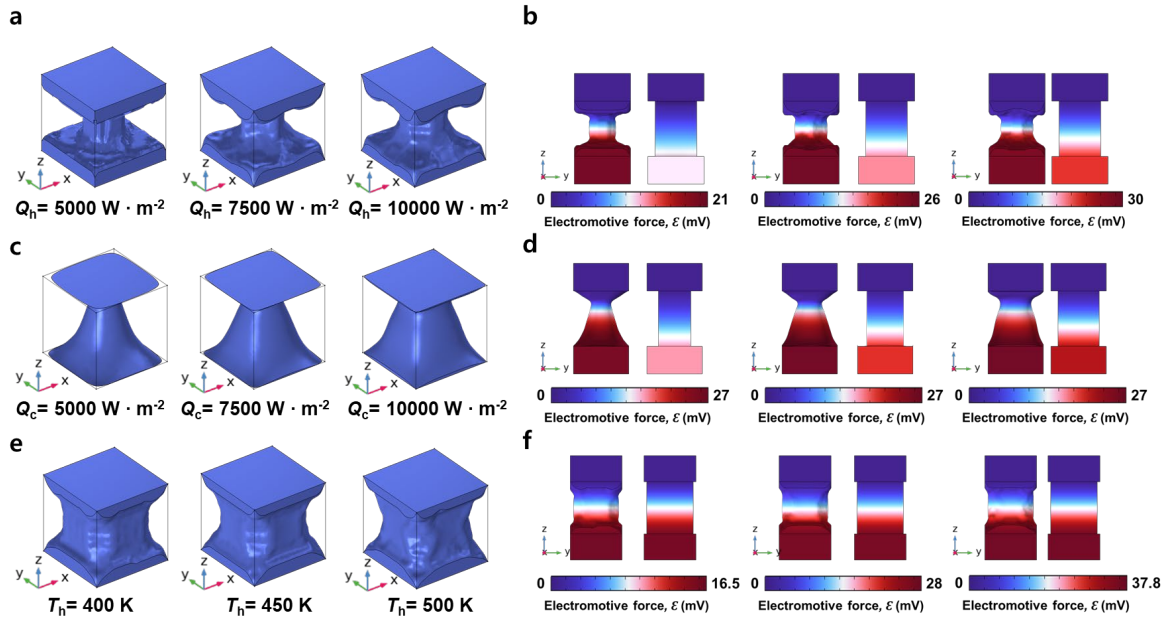 a
z
y
x
z
y
x
z
y
x
Qh= 5000 W · m-2
Qh= 7500 W · m-2
Qh= 10000 W · m-2
b
z
y
z
y
z
y
0
21
0
26
0
30
Electromotive force, ℰ (mV)
Electromotive force, ℰ (mV)
Electromotive force, ℰ (mV)
c
z
y
x
z
y
x
z
y
x
Qc= 5000 W · m-2
Qc= 7500 W · m-2
Qc= 10000 W · m-2
d
z
y
z
y
z
y
0
27
0
27
0
27
Electromotive force, ℰ (mV)
Electromotive force, ℰ (mV)
Electromotive force, ℰ (mV)
e
z
y
x
z
y
x
z
y
x
Th= 400 K
Th= 450 K
Th= 500 K
f
z
y
z
y
z
y
0
16.5
0
28
0
37.8
Electromotive force, ℰ (mV)
Electromotive force, ℰ (mV)
Electromotive force, ℰ (mV)